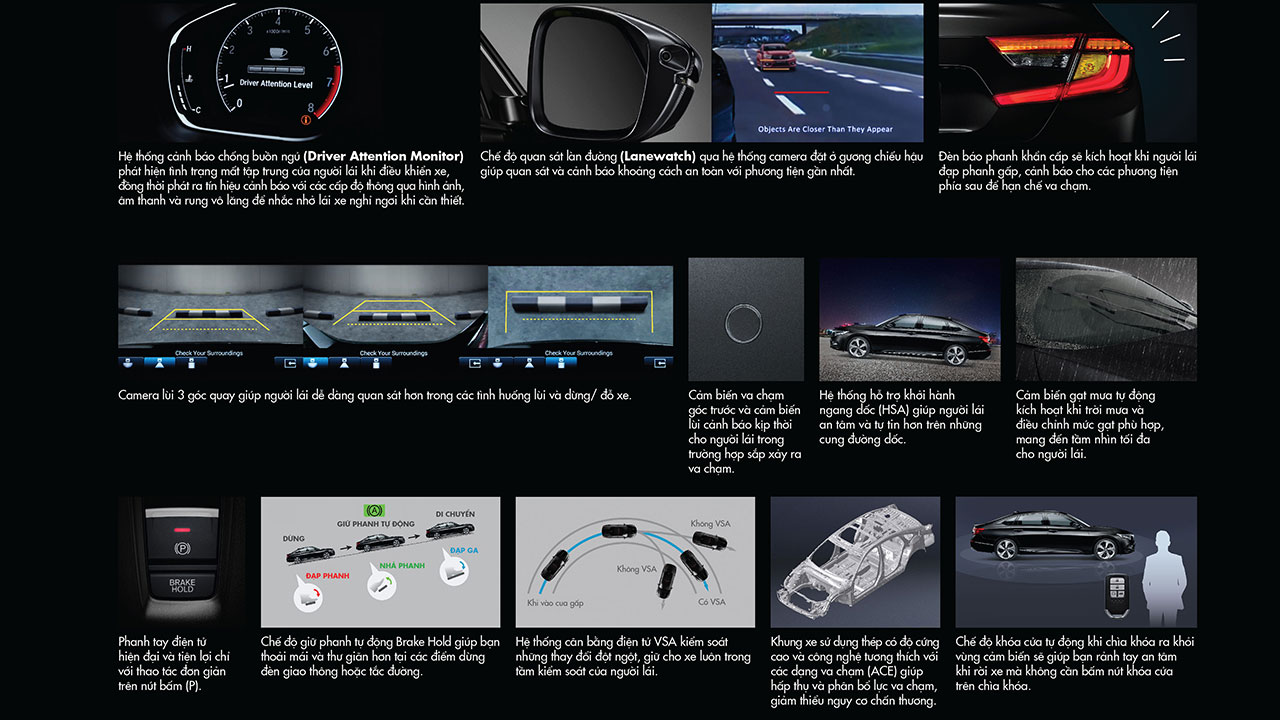 H
C
x1000r/min
0
1
2
3
4
5
6
7
8
Driver Attention Level
Objects Are Closer Than They Appear
Hệ thống cảnh báo chống buồn ngủ (Driver Attention Monitor)
phát hiện tình trạng mất tập trung của người lái khi điều khiển xe,
đồng thời phát ra tín hiệu cảnh báo với các cấp độ thông qua hình ảnh,
âm thanh và rung vô lăng để nhắc nhở lái xe nghỉ ngơi khi cần thiết.
Chế độ quan sát làn đường (Lanewatch) qua hệ thống camera đặt ở gương chiếu hậu
giúp quan sát và cảnh báo khoảng cách an toàn với phương tiện gần nhất.
Đèn báo phanh khẩn cấp sẽ kích hoạt khi người lái
đạp phanh gấp, cảnh báo cho các phương tiện
phía sau để hạn chế va chạm.
Check Your Surroundings
Check Your Surroundings
Check Your Surroundings
Camera lùi 3 góc quay giúp người lái dễ dàng quan sát hơn trong các tình huống lùi và dừng/ đỗ xe.
Cảm biến va chạm
góc trước và cảm biến
lùi cảnh báo kịp thời
cho người lái trong
trường hợp sắp xảy ra
va chạm.
Hệ thống hỗ trợ khởi hành
ngang dốc (HSA) giúp người lái
an tâm và tự tin hơn trên những
cung đường dốc.
Cảm biến gạt mưa tự động
kích hoạt khi trời mưa và
điều chỉnh mức gạt phù hợp,
mang đến tầm nhìn tối đa
cho người lái.
P
BRAKE
HOLD
Phanh tay điện tử
hiện đại và tiện lợi chỉ
với thao tác đơn giản
trên nút bấm (P).
A
GIỮ PHANH TỰ ĐỘNG
DI CHUYỂN
DỪNG
ĐẠP GA
NHẢ PHANH
ĐẠP PHANH
Chế độ giữ phanh tự động Brake Hold giúp bạn
thoải mái và thư giãn hơn tại các điểm dừng
đèn giao thông hoặc tắc đường.
Không VSA
Không VSA
Khi vào cua gấp
Có VSA
Hệ thống cân bằng điện tử VSA kiểm soát
những thay đổi đột ngột, giữ cho xe luôn trong
tầm kiểm soát của người lái.
Khung xe sử dụng thép có độ cứng
cao và công nghệ tương thích với
các dạng va chạm (ACE) giúp
hấp thụ và phân bổ lực va chạm,
giảm thiểu nguy cơ chấn thương.
Chế độ khóa cửa tự động khi chìa khóa ra khỏi
vùng cảm biến sẽ giúp bạn rảnh tay an tâm
khi rời xe mà không cần bấm nút khóa cửa
trên chìa khóa.